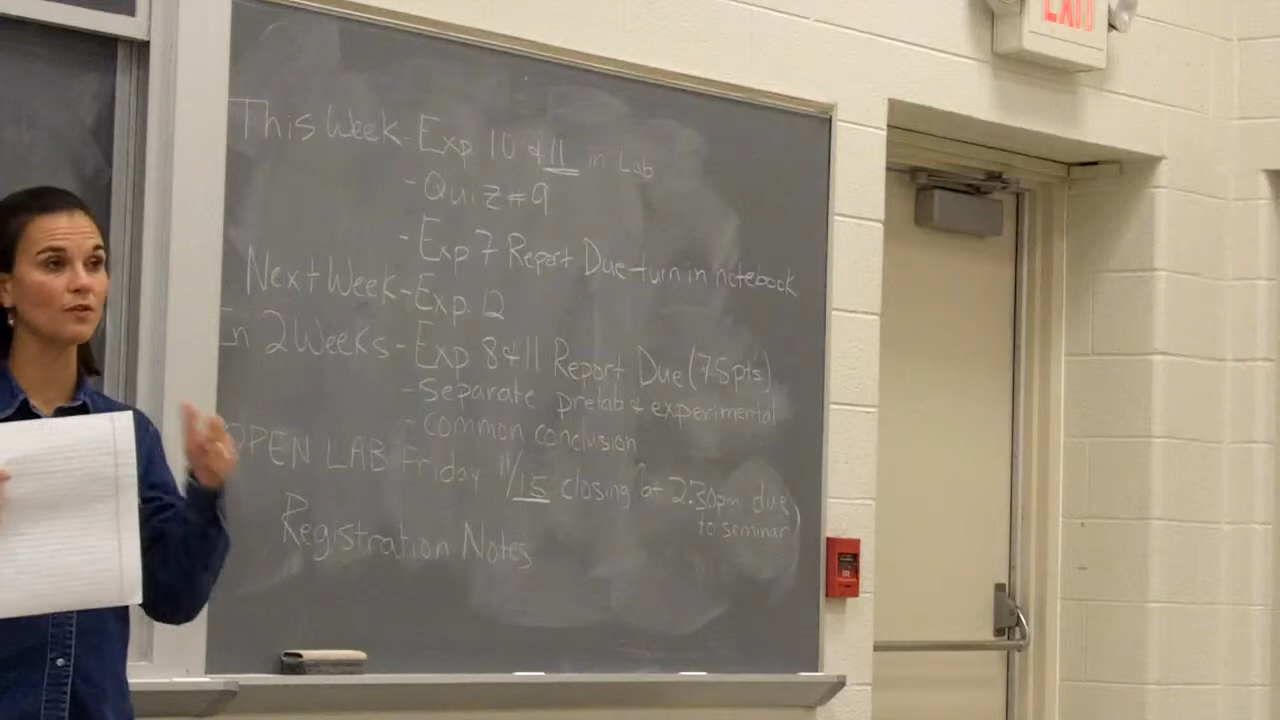 EXIT
This Week - Exp 10 & 11 in Lab
- Quiz #9
- Exp 7 Report Due - turn in notebook
Next Week - Exp. 12
In 2 Weeks - Exp 8 & 11 Report Due (75pts)
- separate prelab & experimental
- common conclusion
OPEN LAB Friday 11/15 closing at 2:30pm due
to seminar)
Registration Notes